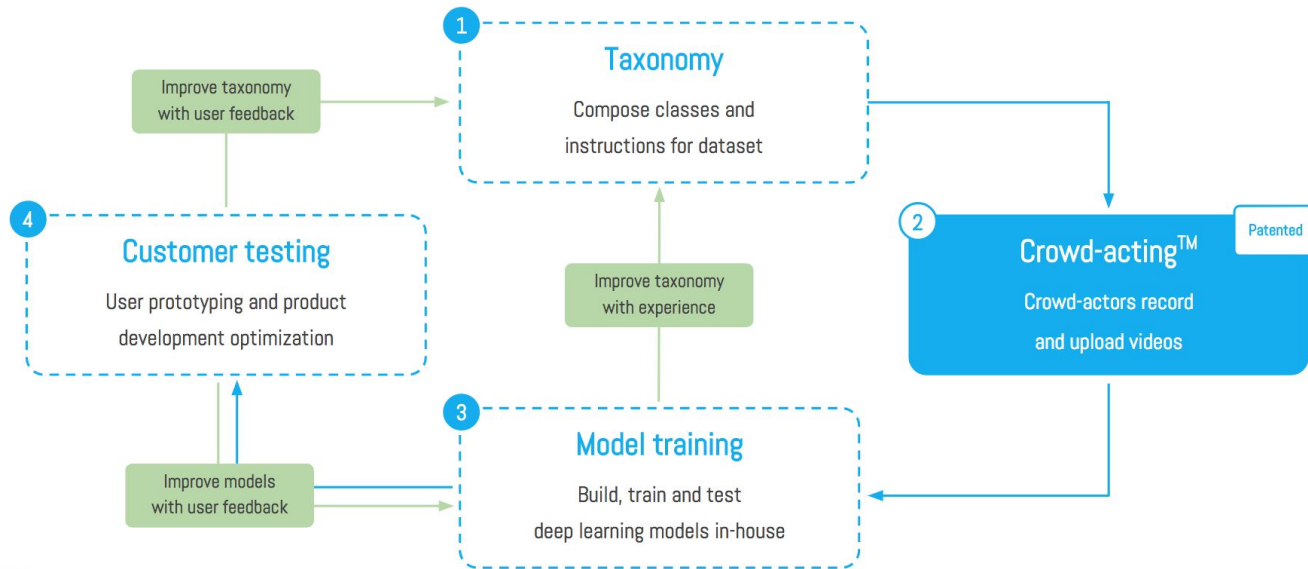 1
Taxonomy
Compose classes and
instructions for dataset
Improve taxonomy
with user feedback
2
Patented
Crowd-acting™
Crowd-actors record
and upload videos
4
Customer testing
User prototyping and product
development optimization
Improve taxonomy
with experience
3
Model training
Build, train and test
deep learning models in-house
Improve models
with user feedback